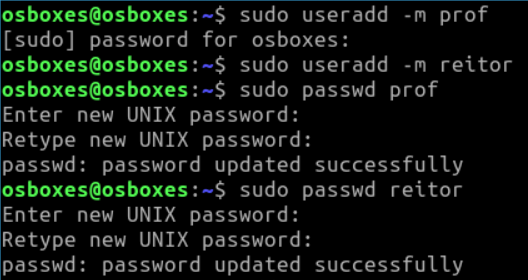 osboxes@osboxes:~$ sudo useradd -m prof
[sudo] password for osboxes:
osboxes@osboxes:~$ sudo useradd -m reitor
osboxes@osboxes:~$ sudo passwd prof
Enter new UNIX password:
Retype new UNIX password:
passwd: password updated successfully
osboxes@osboxes:~$ sudo passwd reitor
Enter new UNIX password:
Retype new UNIX password:
passwd: password updated successfully